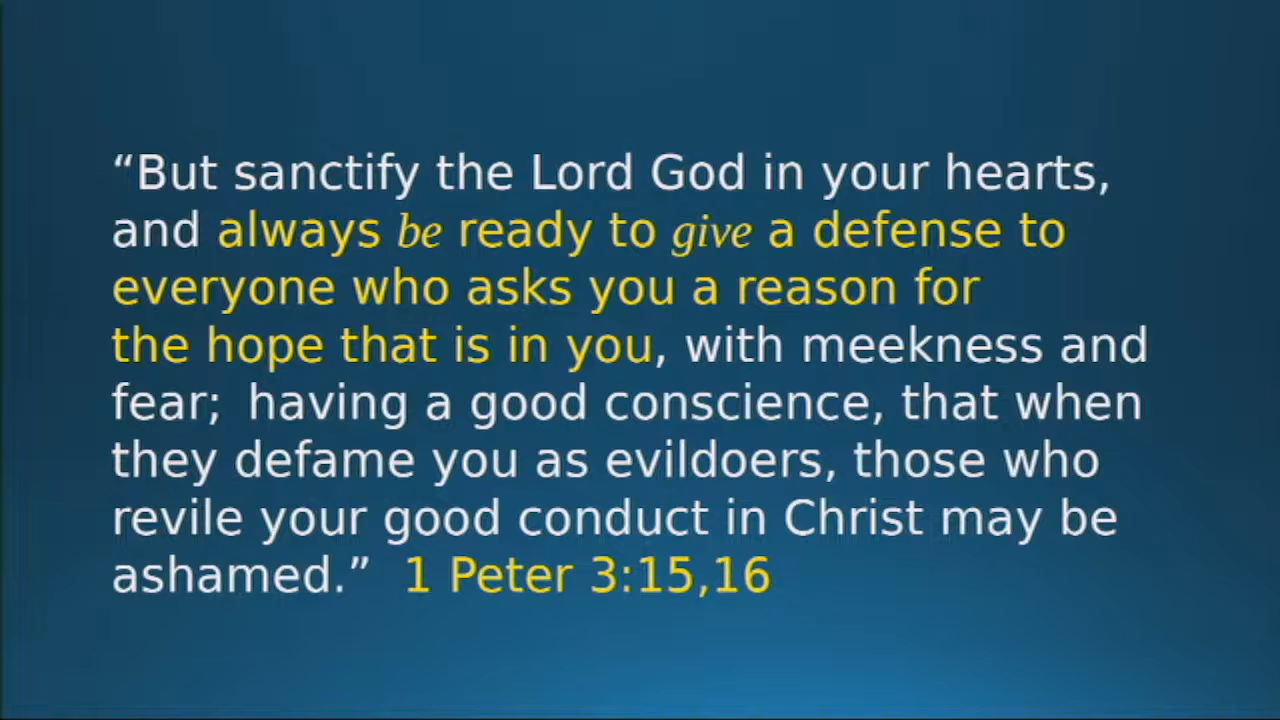 “But sanctify the Lord God in your hearts,
and always be ready to give a defense to
everyone who asks you a reason for
the hope that is in you, with meekness and
fear; having a good conscience, that when
they defame you as evildoers, those who
revile your good conduct in Christ may be
ashamed.” 1 Peter 3:15,16